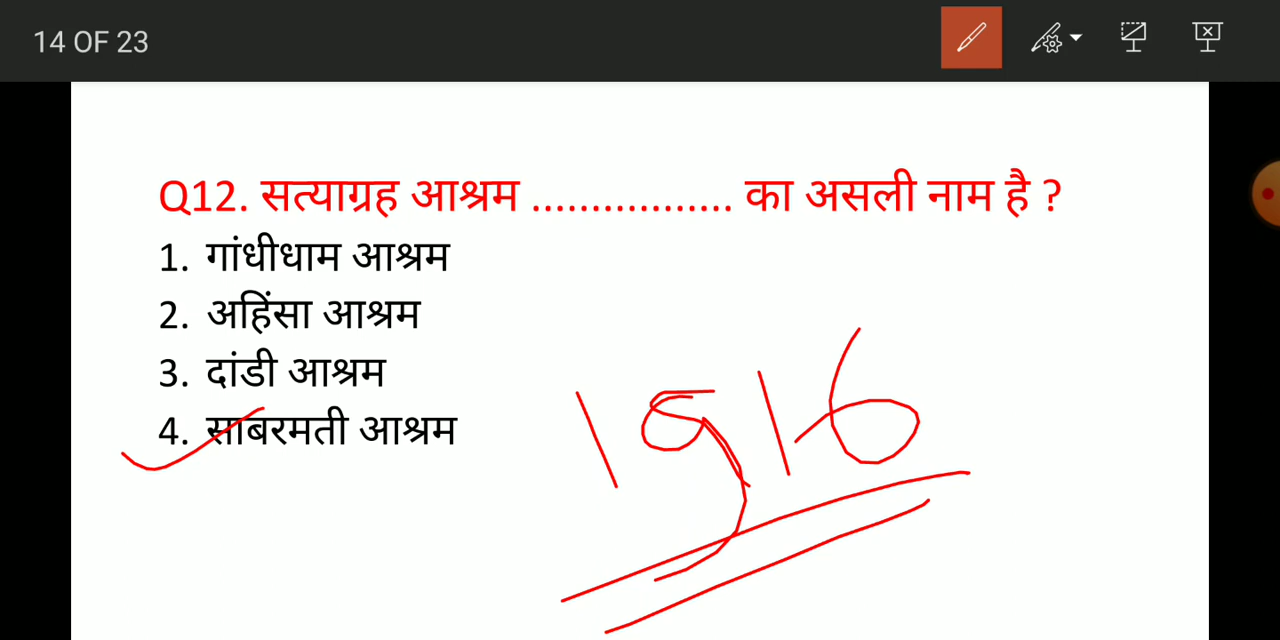 14 OF 23
Q12. सत्याग्रह आश्रम ................. का असली नाम है ?
1. गांधीधाम आश्रम
2. अहिंसा आश्रम
3. दांडी आश्रम
4. साबरमती आश्रम
1916